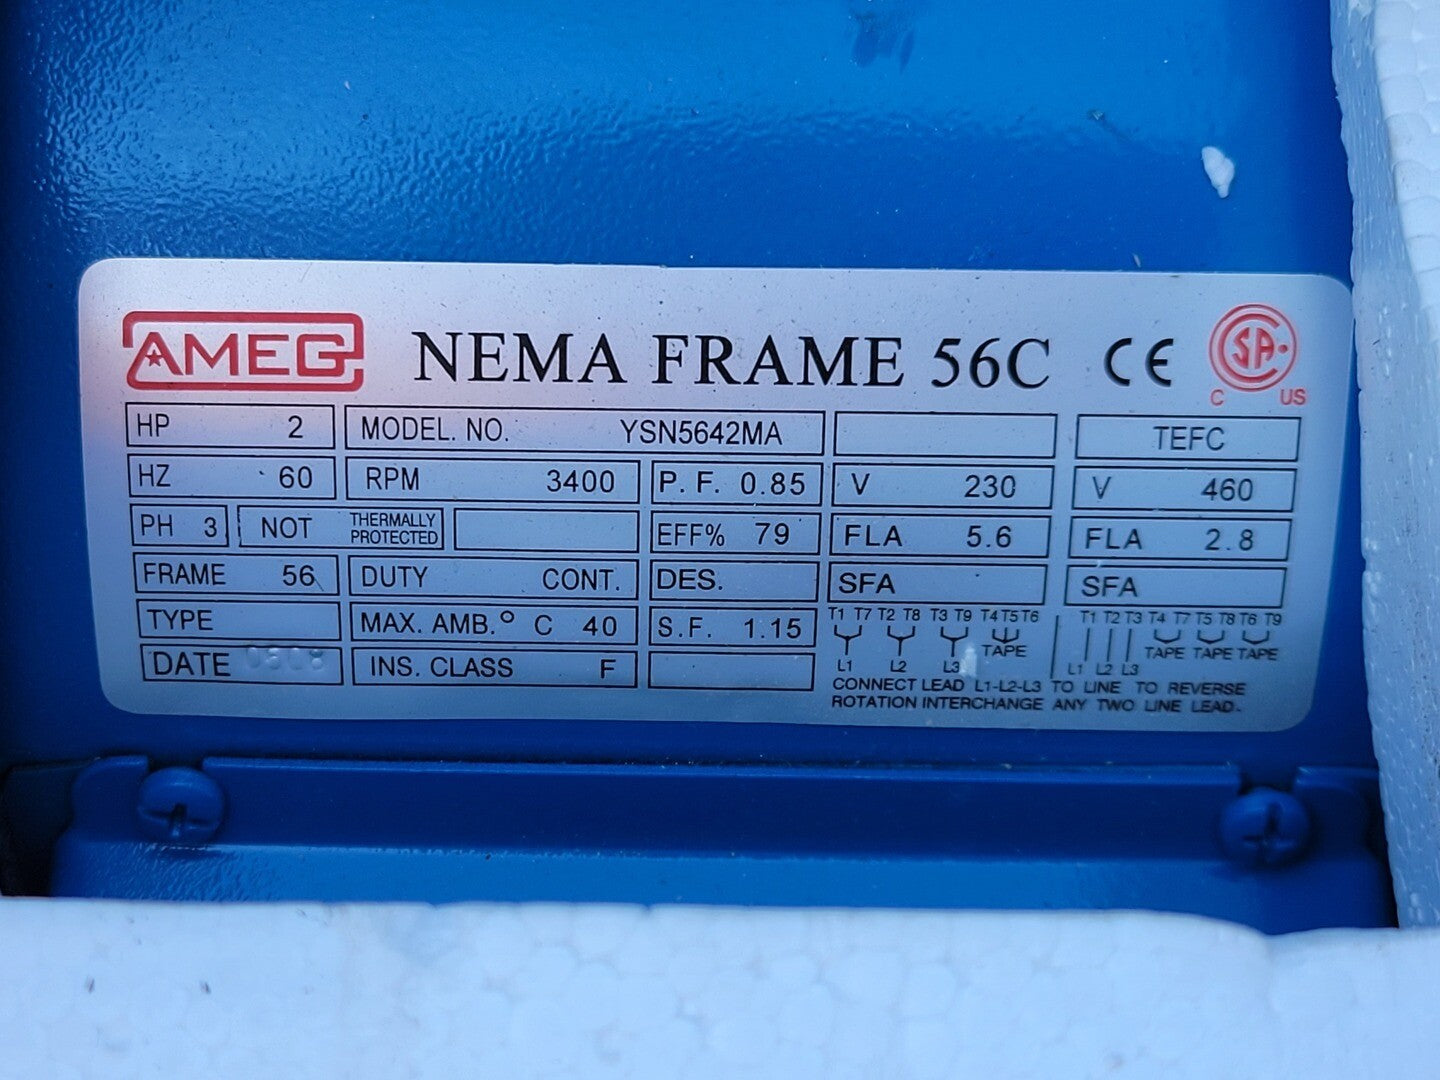 AMEG NEMA FRAME 56C CE CSA C US
HP 2 MODEL. NO. YSN5642MA TEFC
HZ 60 RPM 3400 P. F. 0.85 V 230 V 460
PH 3 NOT THERMALLY PROTECTED EFF% 79 FLA 5.6 FLA 2.8
FRAME 56 DUTY CONT. DES. SFA SFA
TYPE MAX. AMB.° C 40 S.F. 1.15
DATE 0808 INS. CLASS F
T1 T7 T2 T8 T3 T9 T4 T5 T6 T1 T2 T3 T4 T7 T5 T8 T6 T9
TAPE TAPE TAPE TAPE
L1 L2 L3 L1 L2 L3
CONNECT LEAD L1-L2-L3 TO LINE TO REVERSE
ROTATION INTERCHANGE ANY TWO LINE LEAD.